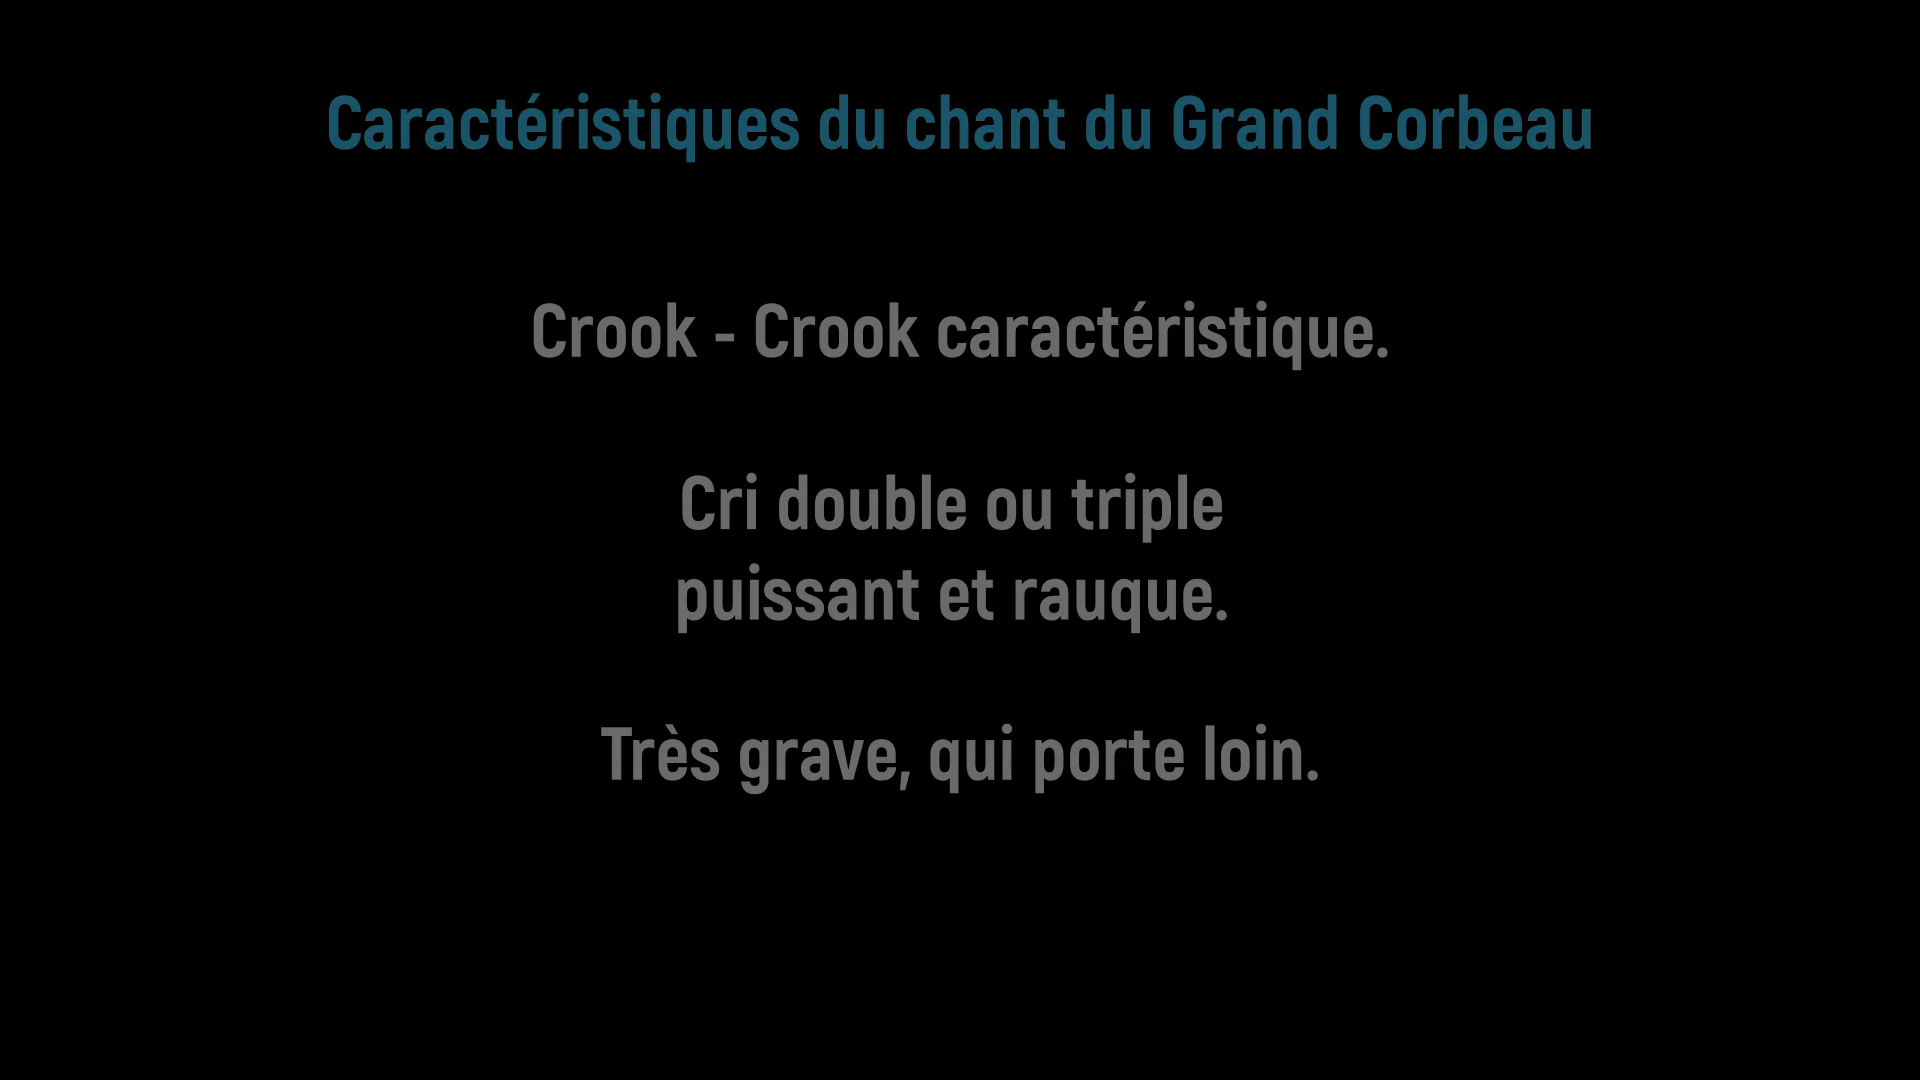 Caractéristiques du chant du Grand Corbeau
Crook - Crook caractéristique.
Cri double ou triple
puissant et rauque.
Très grave, qui porte loin.